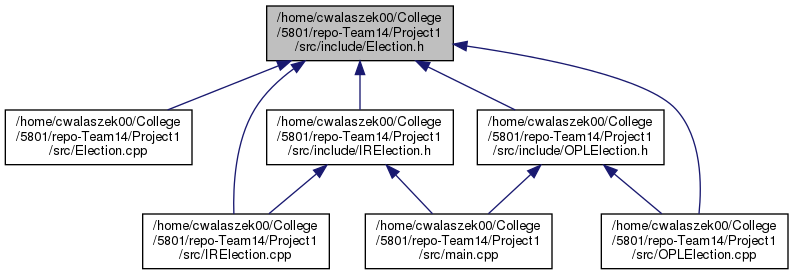 /home/cwalaszek00/College
/5801/repo-Team14/Project1
/src/include/Election.h
/home/cwalaszek00/College
/5801/repo-Team14/Project1
/src/Election.cpp
/home/cwalaszek00/College
/5801/repo-Team14/Project1
/src/include/IRElection.h
/home/cwalaszek00/College
/5801/repo-Team14/Project1
/src/include/OPLElection.h
/home/cwalaszek00/College
/5801/repo-Team14/Project1
/src/IRElection.cpp
/home/cwalaszek00/College
/5801/repo-Team14/Project1
/src/main.cpp
/home/cwalaszek00/College
/5801/repo-Team14/Project1
/src/OPLElection.cpp